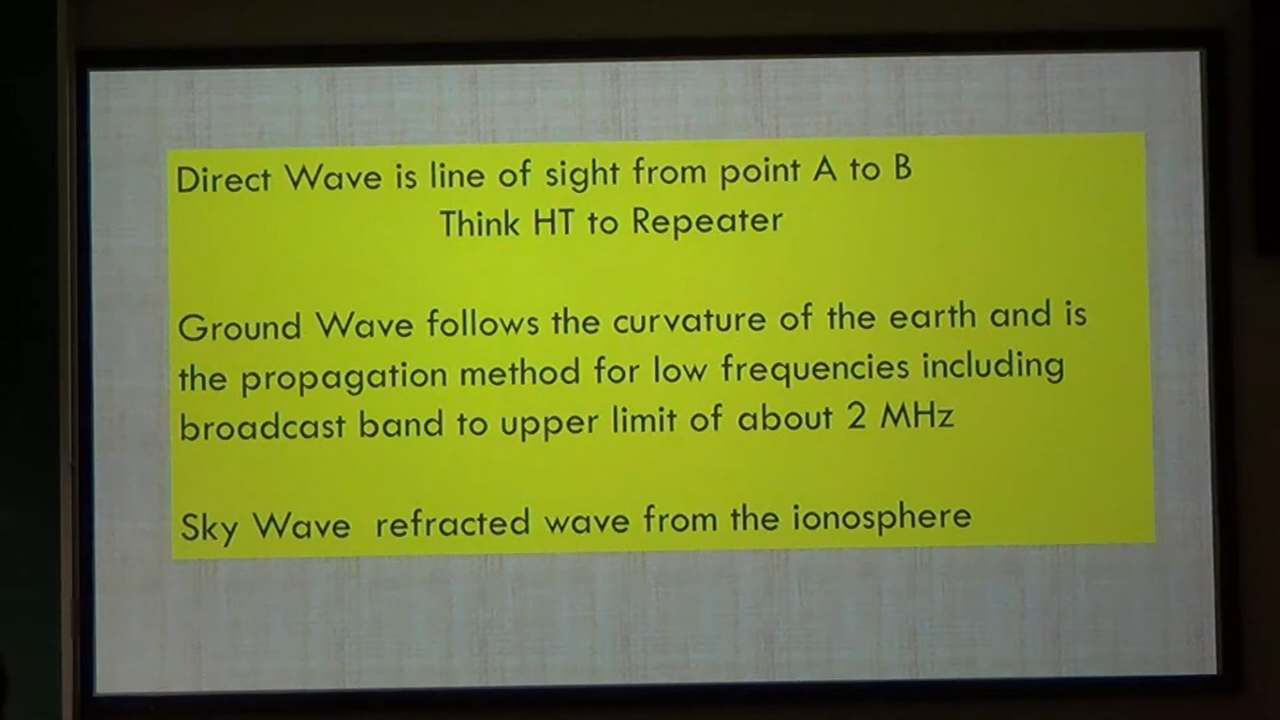 Direct Wave is line of sight from point A to B
Think HT to Repeater
Ground Wave follows the curvature of the earth and is
the propagation method for low frequencies including
broadcast band to upper limit of about 2 MHz
Sky Wave refracted wave from the ionosphere